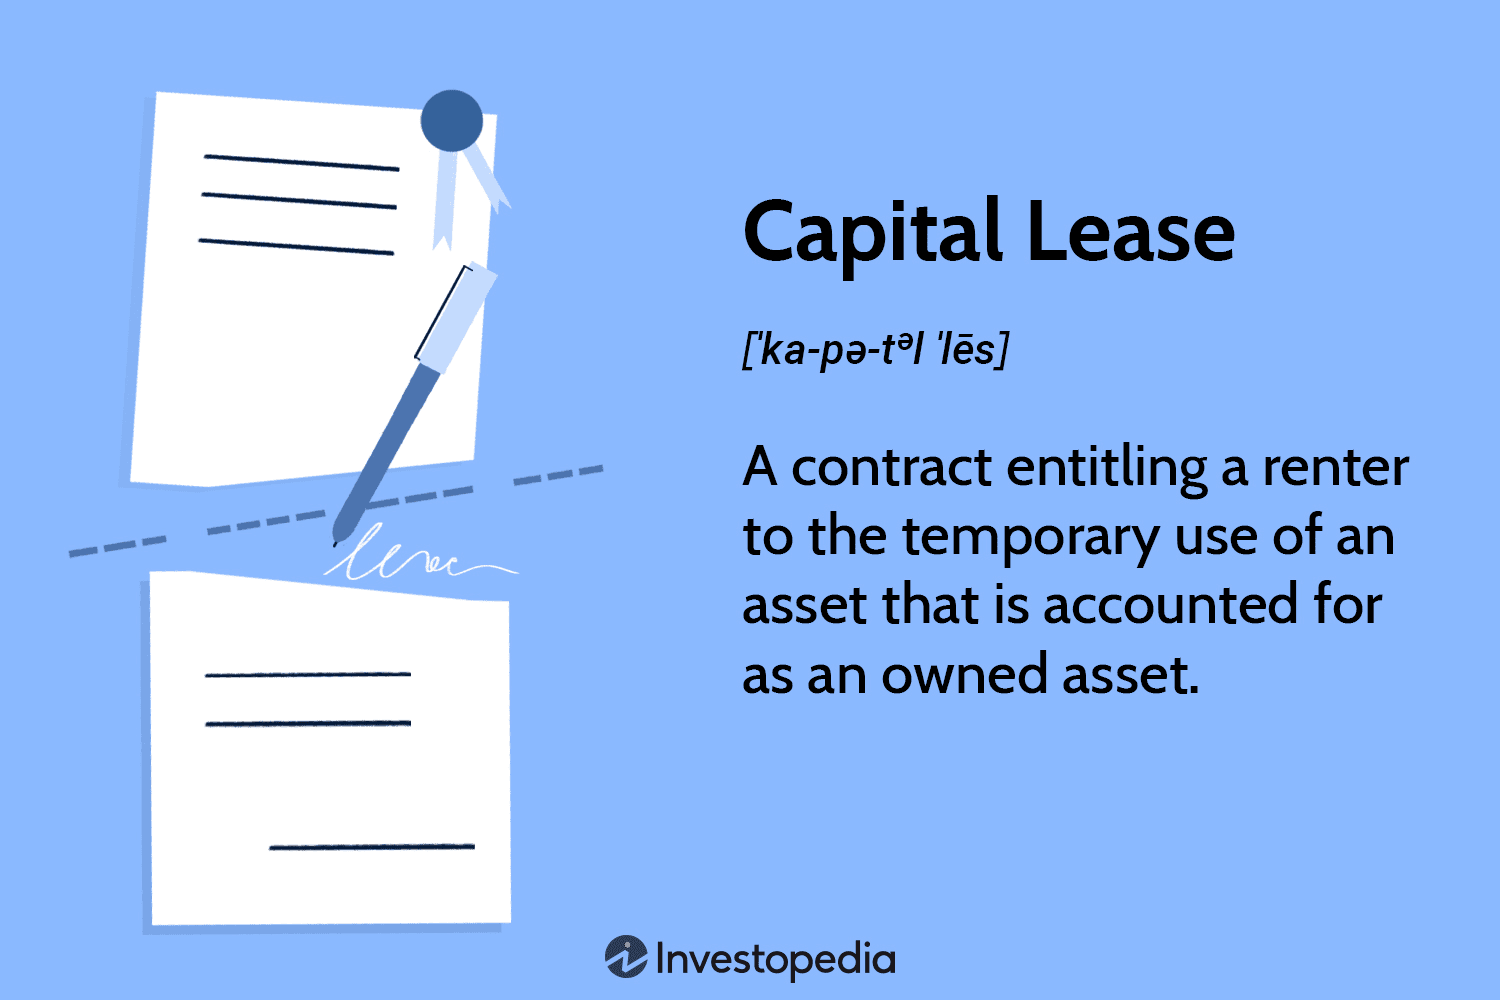 Capital Lease
[ˈka-pə-tᵊl ˈlēs]
A contract entitling a renter
to the temporary use of an
asset that is accounted for
as an owned asset.
Investopedia